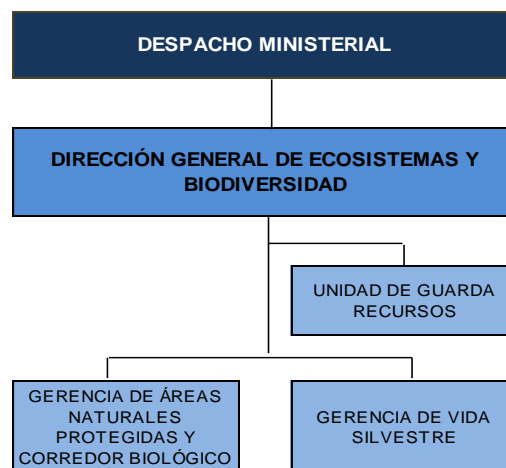 DESPACHO MINISTERIAL
DIRECCIÓN GENERAL DE ECOSISTEMAS Y
BIODIVERSIDAD
UNIDAD DE GUARDA
RECURSOS
GERENCIA DE ÁREAS
NATURALES
PROTEGIDAS Y
CORREDOR BIOLÓGICO
GERENCIA DE VIDA
SILVESTRE